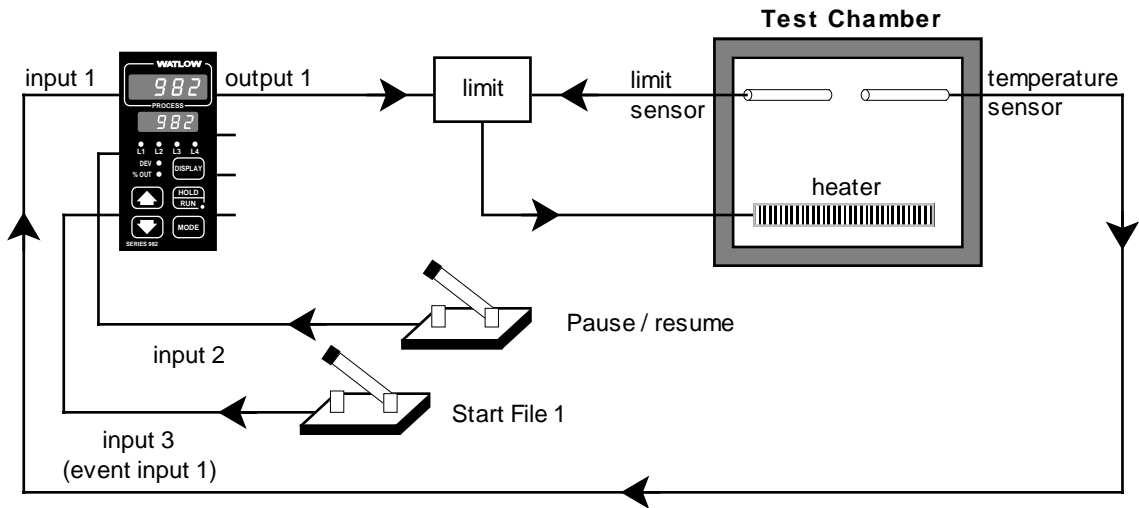 Test Chamber
WATLOW
input 1
982
output 1
PROCESS
982
L1 L2 L3 L4
DEV
% OUT
DISPLAY
HOLD
RUN
MODE
SERIES 982
limit
limit
sensor
temperature
sensor
heater
Pause / resume
input 2
Start File 1
input 3
(event input 1)